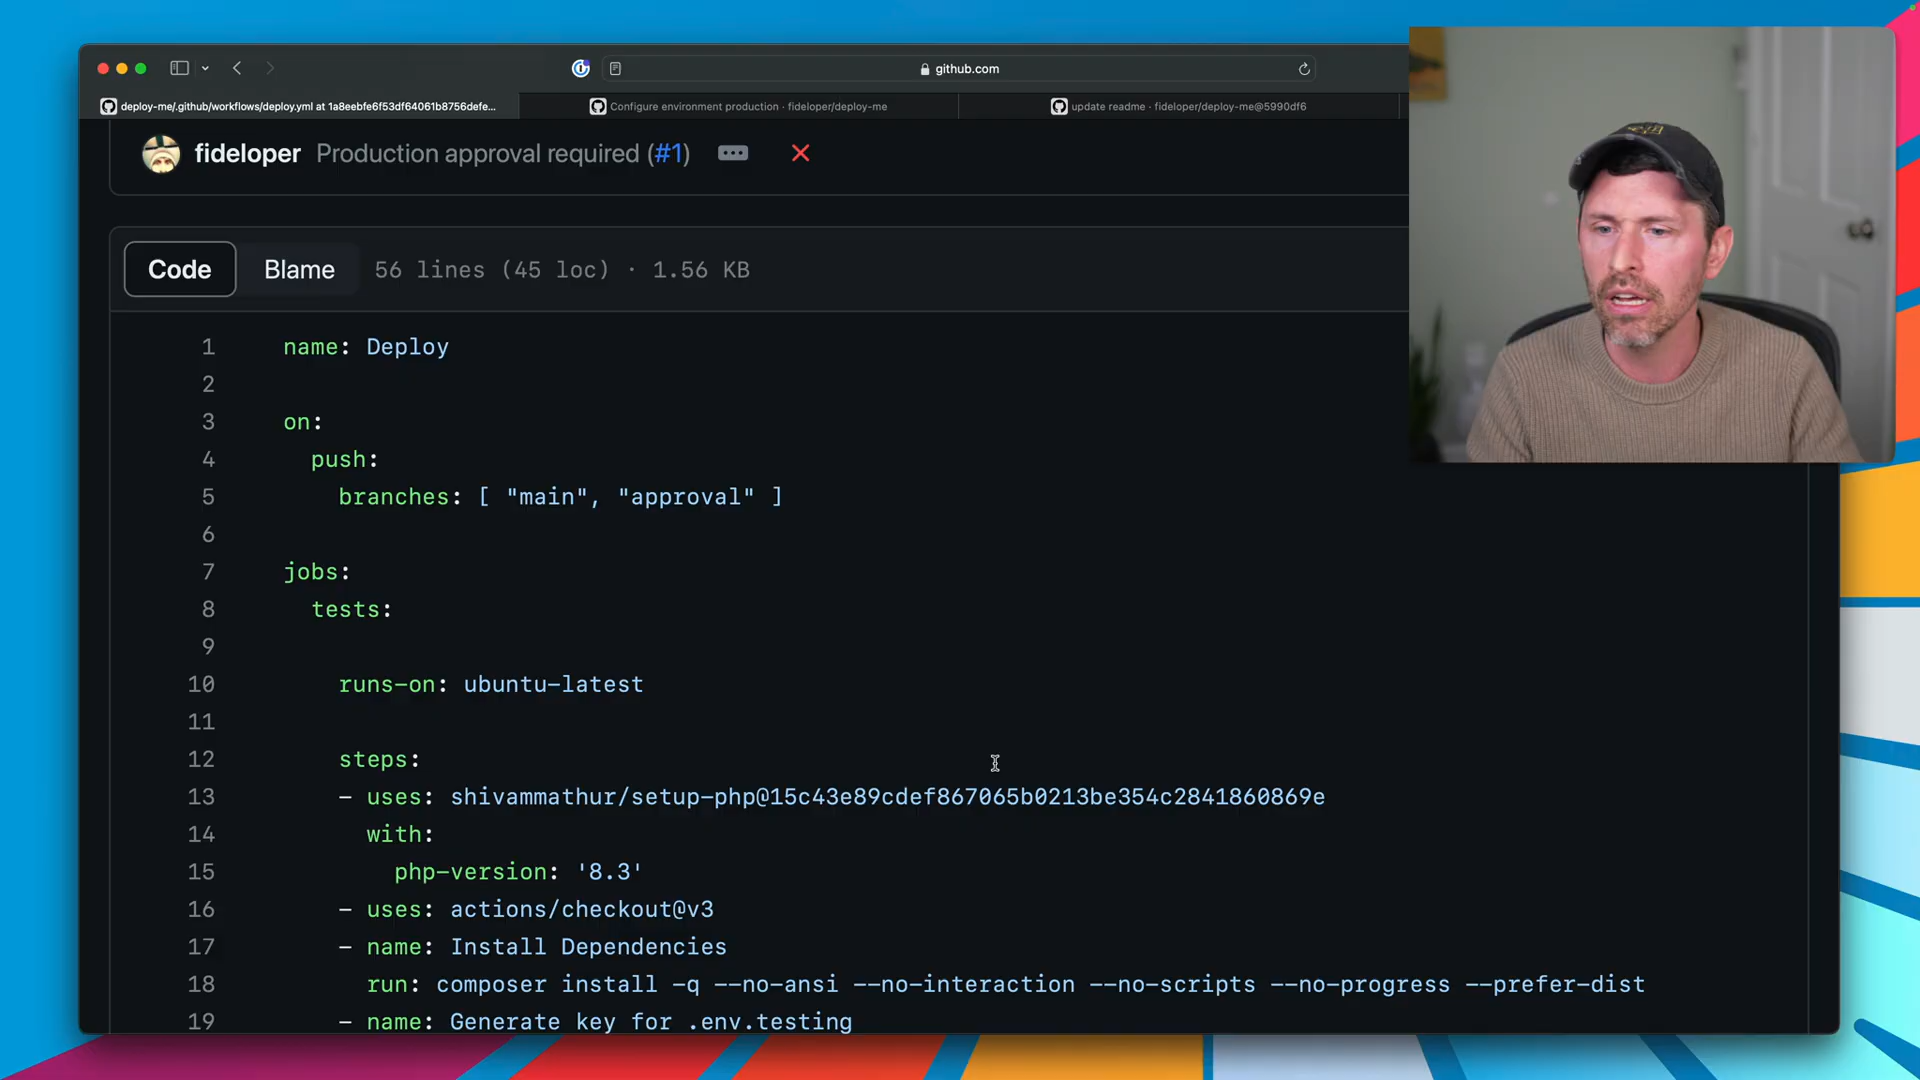 github.com
deploy-me/.github/workflows/deploy.yml at 1a8eebfe6f53df64061b8756defe...
Configure environment production · fideloper/deploy-me
update readme · fideloper/deploy-me@5990df6
fideloper Production approval required (#1)
Code Blame 56 lines (45 loc) · 1.56 KB
1 name: Deploy
2
3 on:
4 push:
5 branches: [ "main", "approval" ]
6
7 jobs:
8 tests:
9
10 runs-on: ubuntu-latest
11
12 steps:
13 - uses: shivammathur/setup-php@15c43e89cdef867065b0213be354c2841860869e
14 with:
15 php-version: '8.3'
16 - uses: actions/checkout@v3
17 - name: Install Dependencies
18 run: composer install -q --no-ansi --no-interaction --no-scripts --no-progress --prefer-dist
19 - name: Generate key for .env.testing